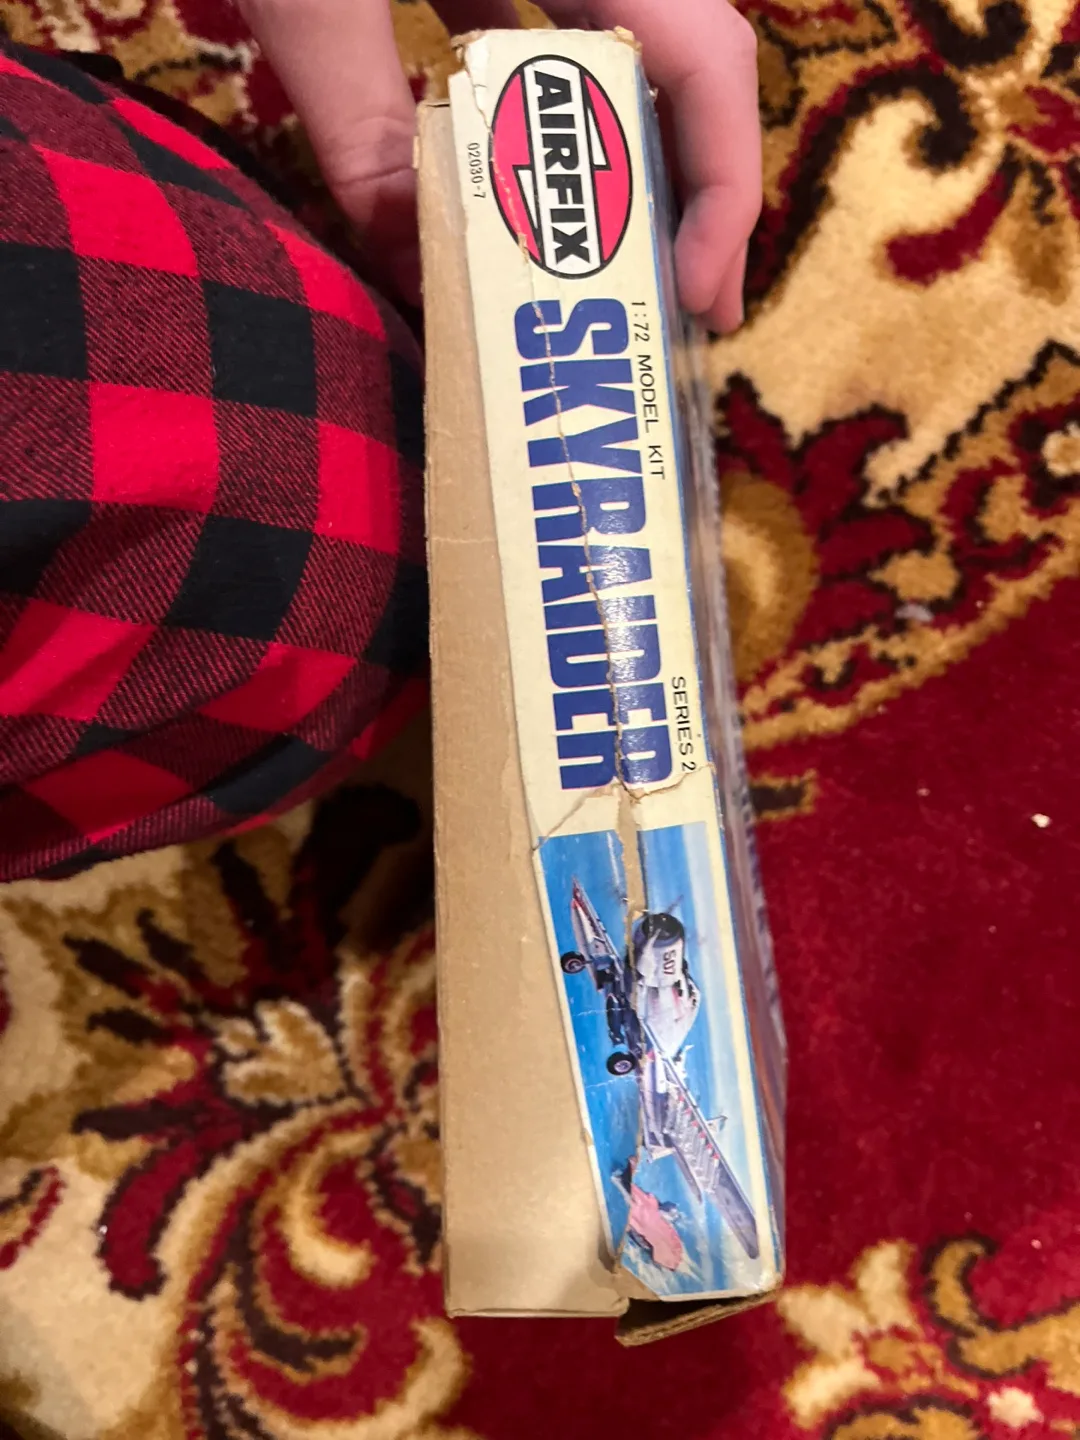 AIRFIX
02030-7
1:72 MODEL KIT
SKYRAIDER
SERIES 2
507